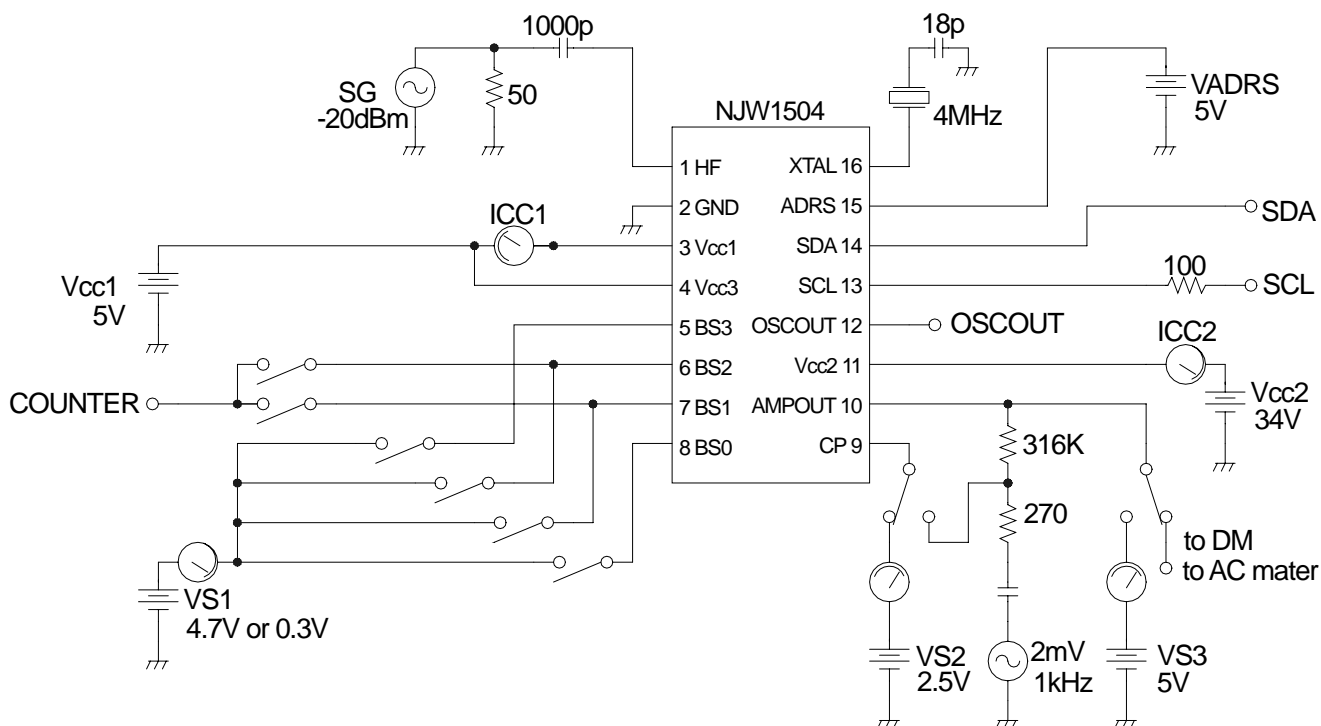 1000p
18p
SG
-20dBm
50
4MHz
VADRS
5V
NJW1504
1 HF
XTAL 16
2 GND
ADRS 15
ICC1
3 Vcc1
SDA 14
SDA
Vcc1
5V
4 Vcc3
SCL 13
100
SCL
5 BS3
OSCOUT 12
OSCOUT
ICC2
6 BS2
Vcc2 11
Vcc2
34V
COUNTER
7 BS1
AMPOUT 10
8 BS0
CP 9
316K
270
to DM
to AC mater
VS1
4.7V or 0.3V
VS2
2.5V
2mV
1kHz
VS3
5V